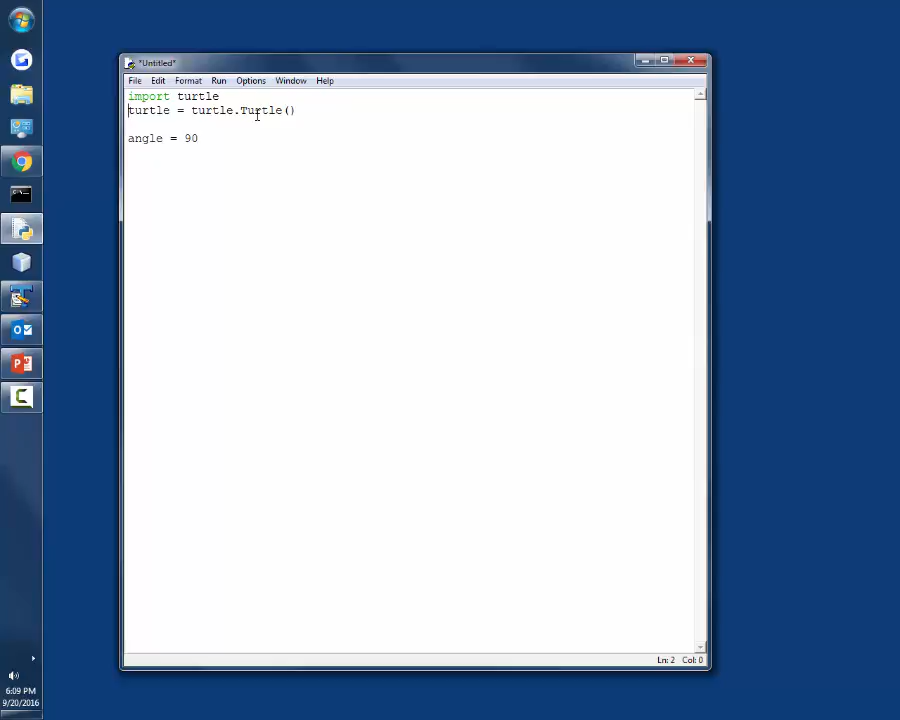 *Untitled*
File Edit Format Run Options Window Help
import turtle
turtle = turtle.Turtle()
angle = 90
Ln: 2 Col: 0
6:09 PM
9/20/2016